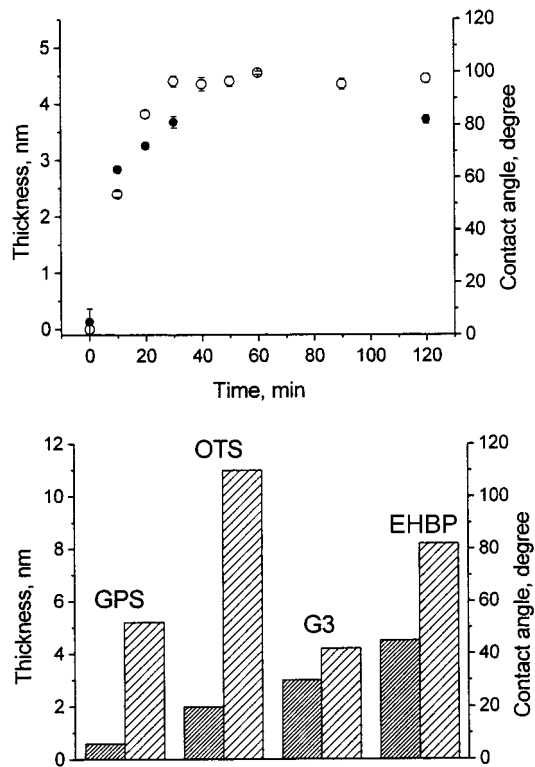 5
4
3
2
1
0
Thickness, nm
120
100
80
60
40
20
0
Contact angle, degree
0 20 40 60 80 100 120
Time, min
12
10
8
6
4
2
0
Thickness, nm
GPS
OTS
G3
EHBP
120
100
80
60
40
20
0
Contact angle, degree